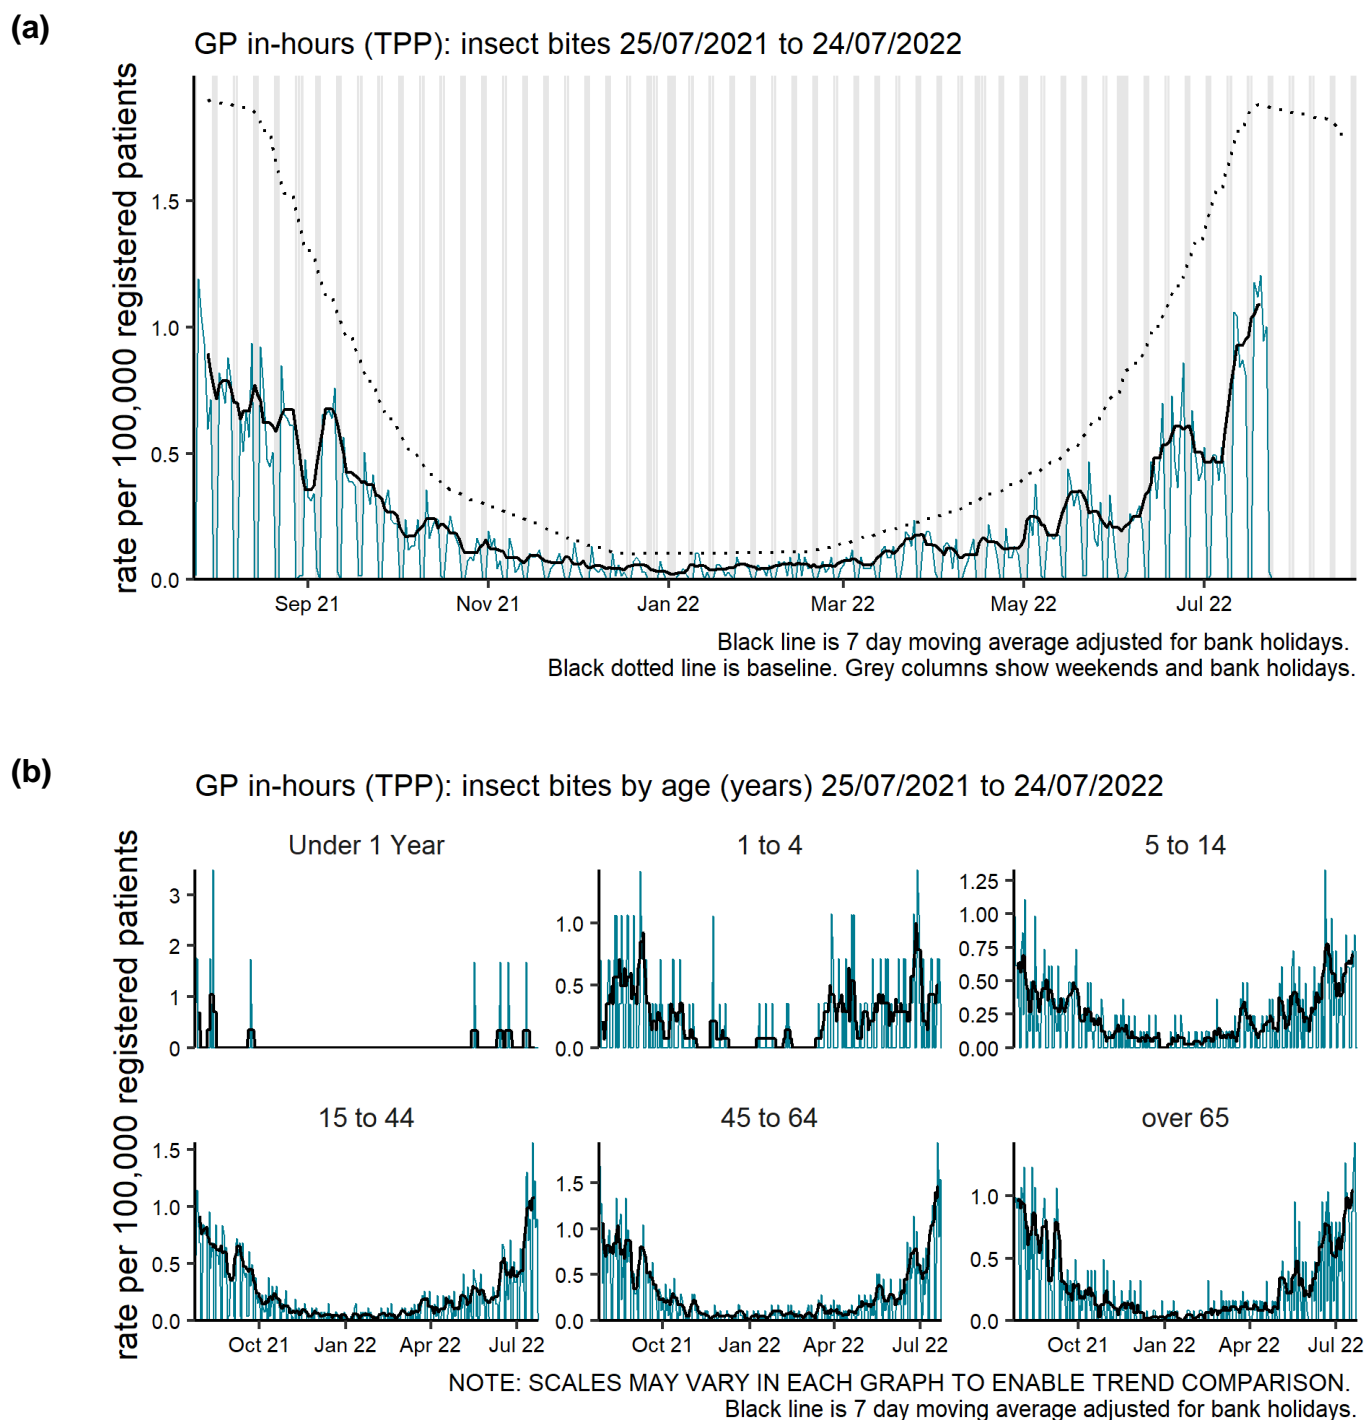 (a)
GP in-hours (TPP): insect bites 25/07/2021 to 24/07/2022
rate per 100,000 registered patients
1.5
1.0
0.5
0.0
Sep 21 Nov 21 Jan 22 Mar 22 May 22 Jul 22
Black line is 7 day moving average adjusted for bank holidays.
Black dotted line is baseline. Grey columns show weekends and bank holidays.
(b)
GP in-hours (TPP): insect bites by age (years) 25/07/2021 to 24/07/2022
rate per 100,000 registered patients
Under 1 Year
3
2
1
0
1 to 4
1.0
0.5
0.0
5 to 14
1.25
1.00
0.75
0.50
0.25
0.00
15 to 44
1.5
1.0
0.5
0.0
Oct 21 Jan 22 Apr 22 Jul 22
45 to 64
1.5
1.0
0.5
0.0
Oct 21 Jan 22 Apr 22 Jul 22
over 65
1.0
0.5
0.0
Oct 21 Jan 22 Apr 22 Jul 22
NOTE: SCALES MAY VARY IN EACH GRAPH TO ENABLE TREND COMPARISON.
Black line is 7 day moving average adjusted for bank holidays.